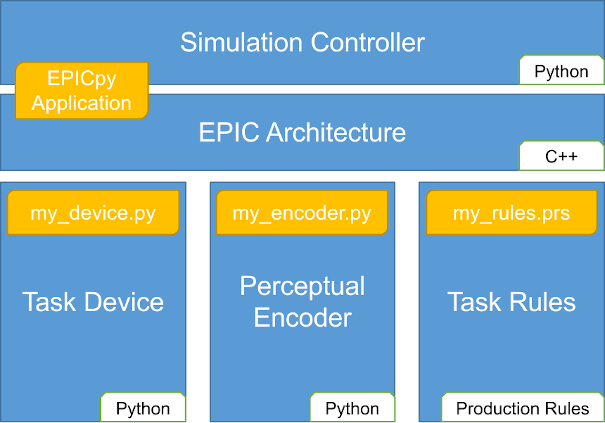 Simulation Controller
EPICpy
Application
Python
EPIC Architecture
C++
my_device.py
my_encoder.py
my_rules.prs
Task Device
Perceptual
Encoder
Task Rules
Python
Python
Production Rules